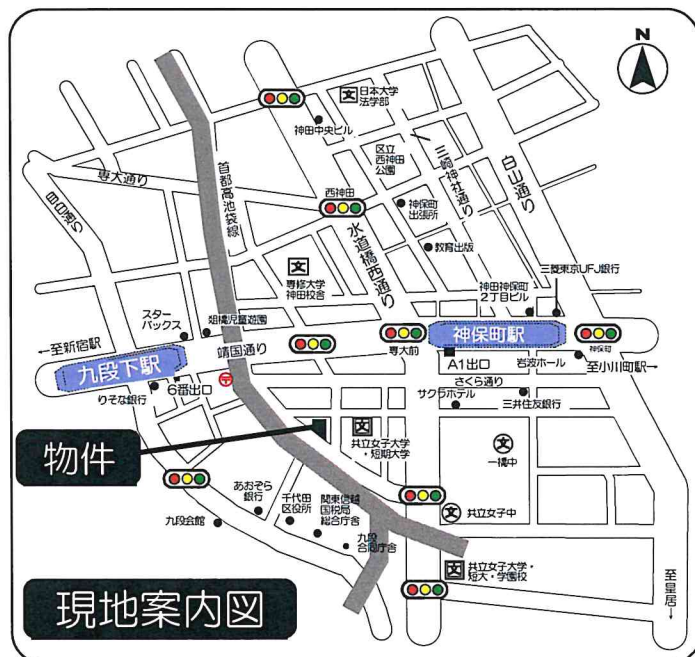 N
日本大学
法学部
神田中央ビル
区立
西神田
公園
三崎神社通り
白山通り
首都高池袋線
専大通り
目白通り
西神田
神保町
出張所
水道橋西通り
教育出版
専修大学
神田校舎
神田神保町
2丁目ビル
三菱東京UFJ銀行
スター
バックス
俎橋児童遊園
←至新宿駅
靖国通り
九段下駅
神保町駅
専大前
神保町
A1出口
岩波ホール
至小川町駅→
6番出口
りそな銀行
〒
さくら通り
サクラホテル
三井住友銀行
物件
文
共立女子大学
・短期大学
一橋中
あおぞら
銀行
千代田
区役所
関東信越
国税局
総合庁舎
九段
合同庁舎
九段会館
共立女子中
共立女子大学・
短大・学園校
至皇居→
現地案内図